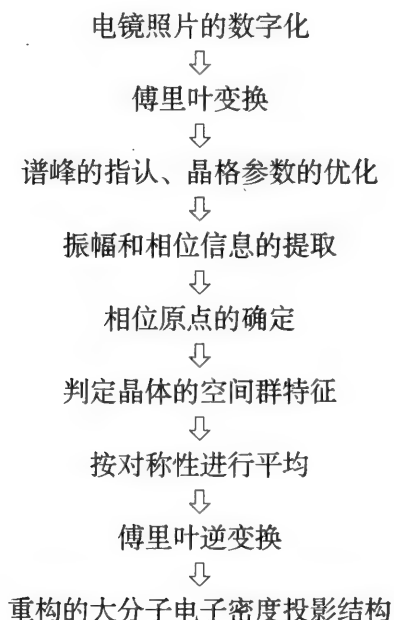 电镜照片的数字化
傅里叶变换
谱峰的指认、晶格参数的优化
振幅和相位信息的提取
相位原点的确定
判定晶体的空间群特征
按对称性进行平均
傅里叶逆变换
重构的大分子电子密度投影结构